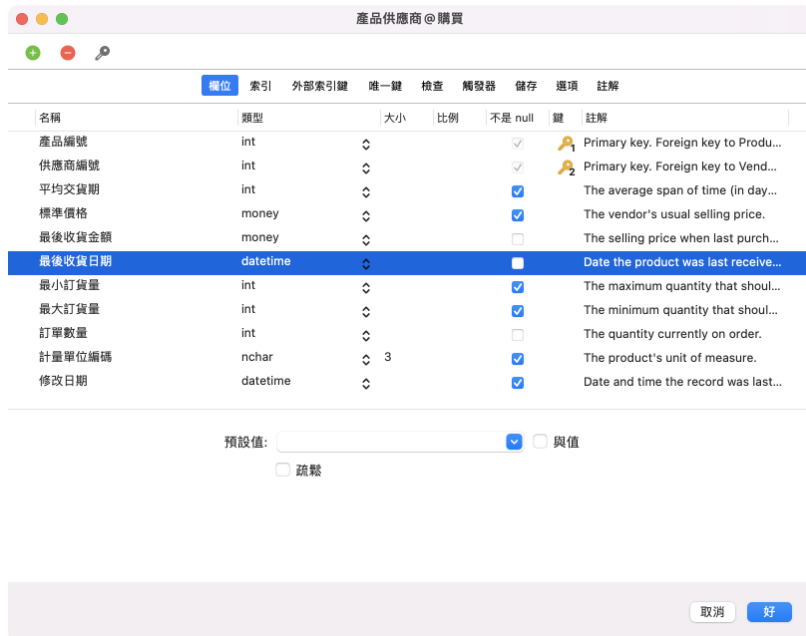 產品供應商@購買
欄位 索引 外部索引鍵 唯一鍵 檢查 觸發器 儲存 選項 註解
名稱 類型 大小 比例 不是 null 鍵 註解
產品編號 int 1 Primary key. Foreign key to Produ...
供應商編號 int 2 Primary key. Foreign key to Vend...
平均交貨期 int The average span of time (in day...
標準價格 money The vendor's usual selling price.
最後收貨金額 money The selling price when last purch...
最後收貨日期 datetime Date the product was last receive...
最小訂貨量 int The maximum quantity that shoul...
最大訂貨量 int The minimum quantity that shoul...
訂單數量 int The quantity currently on order.
計量單位編碼 nchar 3 The product's unit of measure.
修改日期 datetime Date and time the record was last...
預設值: 與值
疏鬆
取消 好